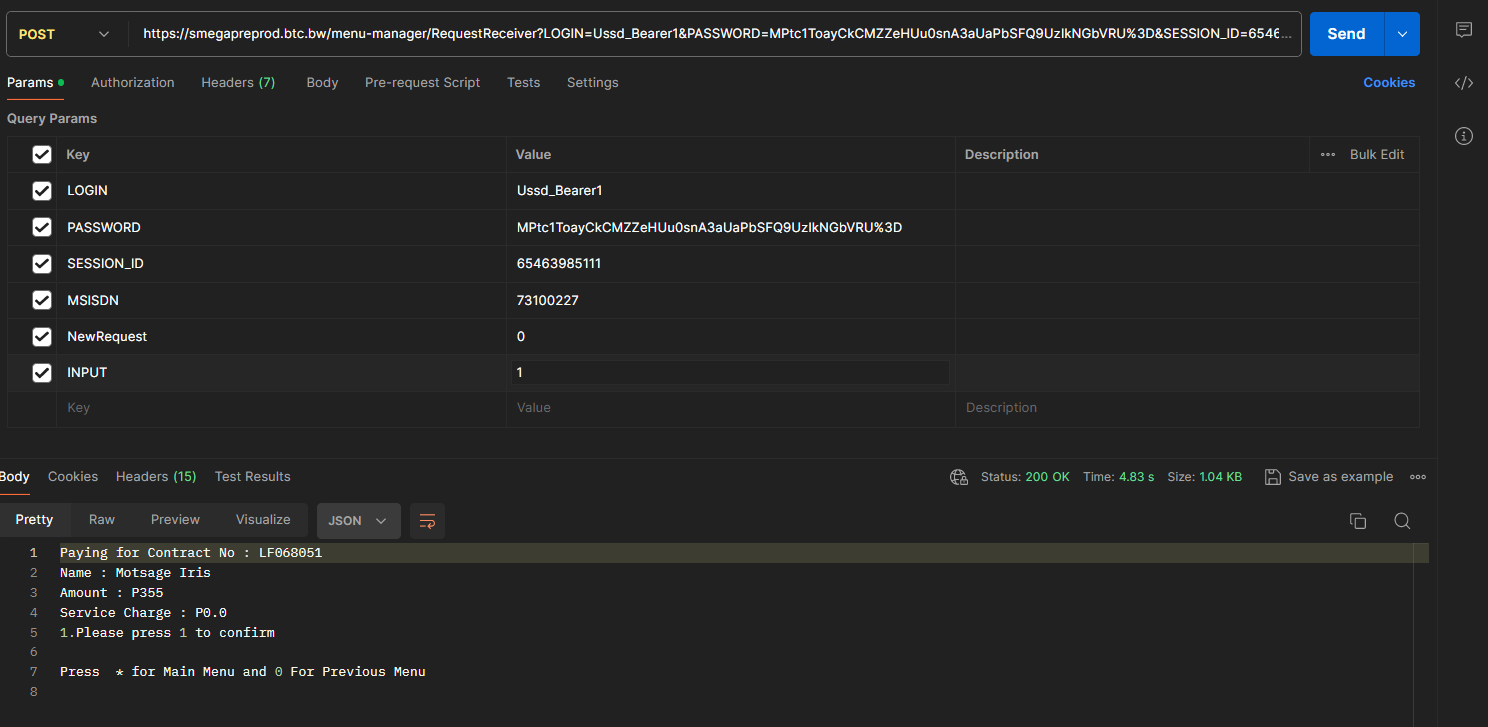 POST https://smegapreprod.btc.bw/menu-manager/RequestReceiver?LOGIN=Ussd_Bearer1&PASSWORD=MPtc1ToayCkCMZZeHUu0snA3aUaPbSFQ9UzIkNGbVRU%3D&SESSION_ID=6546... Send
Params Authorization Headers (7) Body Pre-request Script Tests Settings Cookies
Query Params
Key Value Description ••• Bulk Edit
LOGIN Ussd_Bearer1
PASSWORD MPtc1ToayCkCMZZeHUu0snA3aUaPbSFQ9UzIkNGbVRU%3D
SESSION_ID 65463985111
MSISDN 73100227
NewRequest 0
INPUT 1
Key Value Description
Body Cookies Headers (15) Test Results Status: 200 OK Time: 4.83 s Size: 1.04 KB Save as example •••
Pretty Raw Preview Visualize JSON
1 Paying for Contract No : LF068051
2 Name : Motsage Iris
3 Amount : P355
4 Service Charge : P0.0
5 1.Please press 1 to confirm
6
7 Press  * for Main Menu and 0 For Previous Menu
8